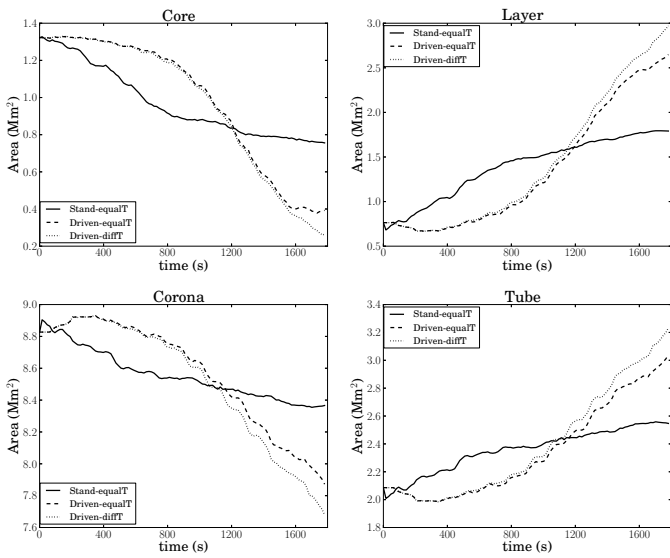 Core
Area (Mm²)
1.4
1.2
1.0
0.8
0.6
0.4
0.2
0
400
800
1200
1600
time (s)
Stand-equalT
Driven-equalT
Driven-diffT
Layer
Area (Mm²)
3.0
2.5
2.0
1.5
1.0
0.5
0
400
800
1200
1600
time (s)
Stand-equalT
Driven-equalT
Driven-diffT
Corona
Area (Mm²)
9.0
8.8
8.6
8.4
8.2
8.0
7.8
7.6
0
400
800
1200
1600
time (s)
Stand-equalT
Driven-equalT
Driven-diffT
Tube
Area (Mm²)
3.4
3.2
3.0
2.8
2.6
2.4
2.2
2.0
1.8
0
400
800
1200
1600
time (s)
Stand-equalT
Driven-equalT
Driven-diffT